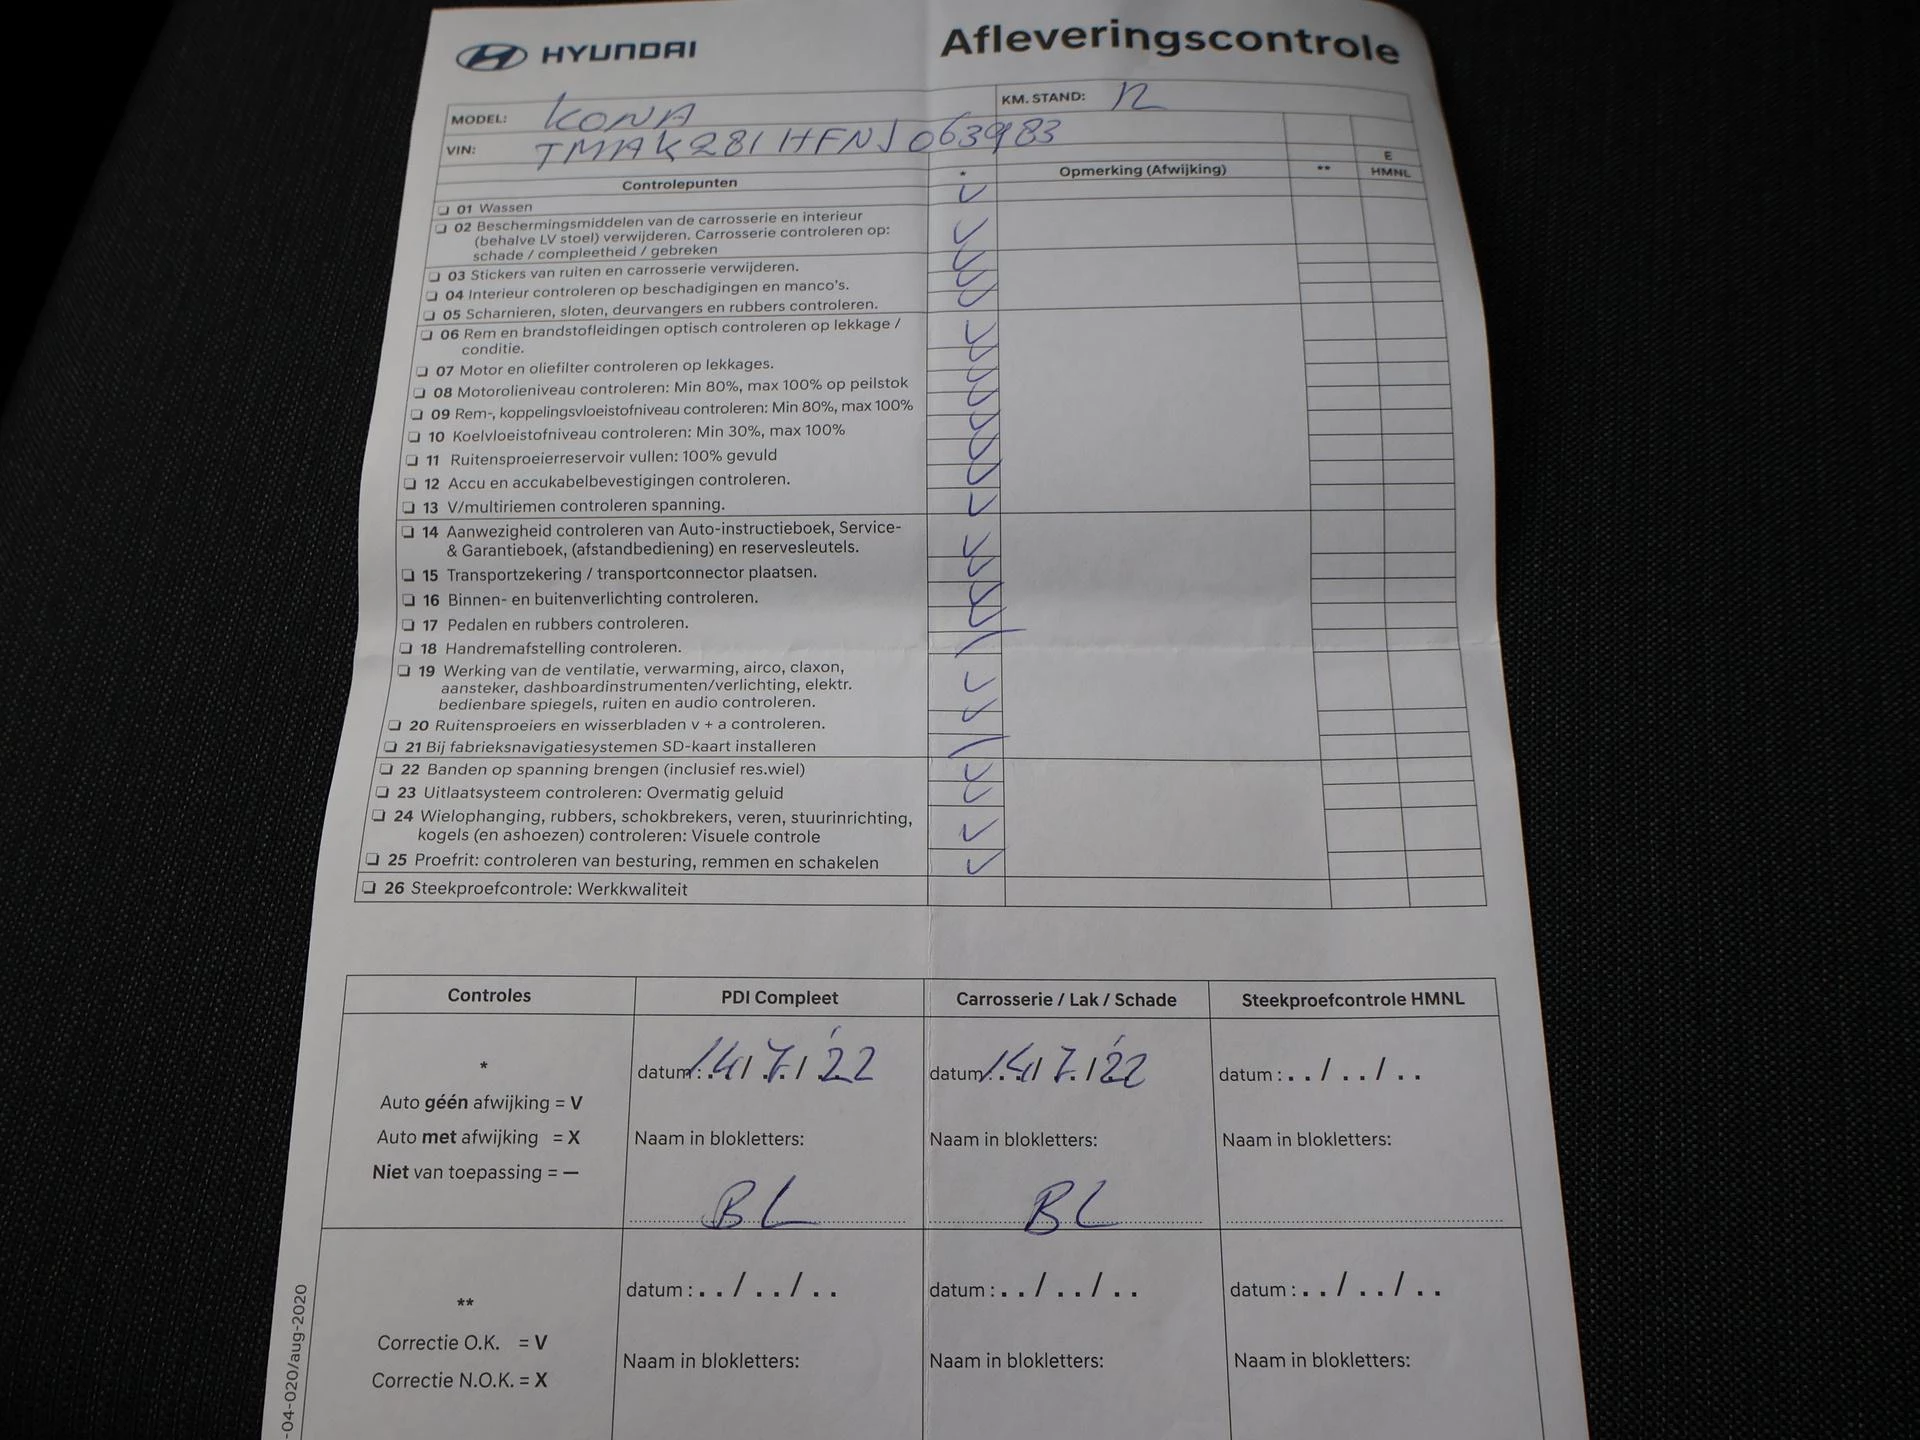 HYUNDAI
Afleveringscontrole
MODEL: KONA
KM. STAND: 12
VIN: TMAK281HFNJ063983
E
Controlepunten * Opmerking (Afwijking) ** HMNL
01 Wassen V
02 Beschermingsmiddelen van de carrosserie en interieur
(behalve LV stoel) verwijderen. Carrosserie controleren op: V
schade / compleetheid / gebreken
03 Stickers van ruiten en carrosserie verwijderen. V
04 Interieur controleren op beschadigingen en manco's. V
05 Scharnieren, sloten, deurvangers en rubbers controleren. V
06 Rem en brandstofleidingen optisch controleren op lekkage / V
conditie.
07 Motor en oliefilter controleren op lekkages. V
08 Motorolieniveau controleren: Min 80%, max 100% op peilstok V
09 Rem-, koppelingsvloeistofniveau controleren: Min 80%, max 100% V
10 Koelvloeistofniveau controleren: Min 30%, max 100% V
11 Ruitensproeierreservoir vullen: 100% gevuld V
12 Accu en accukabelbevestigingen controleren. V
13 V/multiriemen controleren spanning. V
14 Aanwezigheid controleren van Auto-instructieboek, Service-
& Garantieboek, (afstandbediening) en reservesleutels. V
15 Transportzekering / transportconnector plaatsen. V
16 Binnen- en buitenverlichting controleren. V
17 Pedalen en rubbers controleren. V
18 Handremafstelling controleren. /
19 Werking van de ventilatie, verwarming, airco, claxon,
aansteker, dashboardinstrumenten/verlichting, elektr. V
bedienbare spiegels, ruiten en audio controleren.
20 Ruitensproeiers en wisserbladen v + a controleren. V
21 Bij fabrieksnavigatiesystemen SD-kaart installeren /
22 Banden op spanning brengen (inclusief res.wiel) V
23 Uitlaatsysteem controleren: Overmatig geluid V
24 Wielophanging, rubbers, schokbrekers, veren, stuurinrichting,
kogels (en ashoezen) controleren: Visuele controle V
25 Proefrit: controleren van besturing, remmen en schakelen V
26 Steekproefcontrole: Werkkwaliteit
Controles PDI Compleet Carrosserie / Lak / Schade Steekproefcontrole HMNL
*
datum: 14/7/'22 datum: 14/7/'22 datum : . . / . . / . .
Auto géén afwijking = V
Auto met afwijking = X Naam in blokletters: Naam in blokletters: Naam in blokletters:
Niet van toepassing = —
BL BL
datum : . . / . . / . . datum : . . / . . / . . datum : . . / . . / . .
**
Correctie O.K. = V Naam in blokletters: Naam in blokletters: Naam in blokletters:
Correctie N.O.K. = X
-04-020/aug-2020